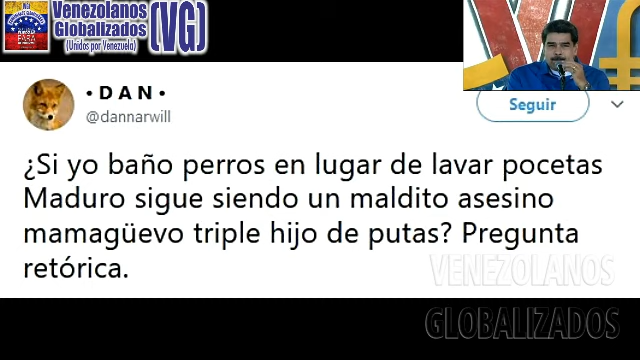 Venezolanos
Globalizados
(Unidos por Venezuela)
(VG)
• D A N •
@dannarwill
Seguir
¿Si yo baño perros en lugar de lavar pocetas
Maduro sigue siendo un maldito asesino
mamagüevo triple hijo de putas? Pregunta
retórica.
VENEZOLANOS
GLOBALIZADOS